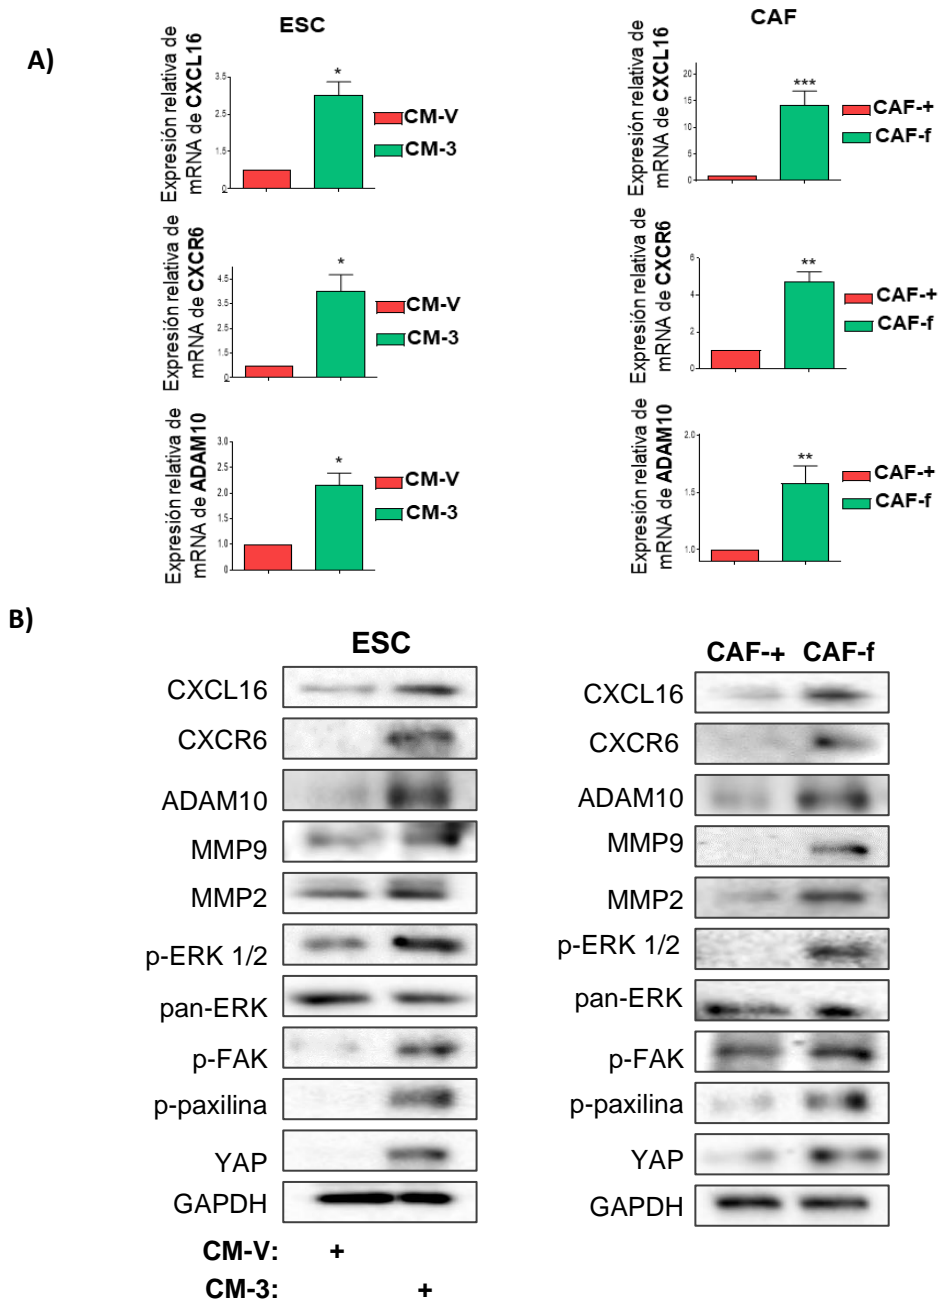 ESC
CAF
A)
Expresión relativa de
mRNA de CXCL16
3.5
2.5
1.5
0
*
CM-V
CM-3
Expresión relativa de
mRNA de CXCL16
20
15
10
5
0
***
CAF-+
CAF-f
Expresión relativa de
mRNA de CXCR6
4.5
3.5
2.5
1.5
0
*
CM-V
CM-3
Expresión relativa de
mRNA de CXCR6
6
4
2
0
**
CAF-+
CAF-f
Expresión relativa de
mRNA de ADAM10
3.0
2.5
2.0
1.5
1.0
0.0
*
CM-V
CM-3
Expresión relativa de
mRNA de ADAM10
2.0
1.5
1.0
**
CAF-+
CAF-f
B)
ESC
CXCL16
CXCR6
ADAM10
MMP9
MMP2
p-ERK 1/2
pan-ERK
p-FAK
p-paxilina
YAP
GAPDH
CM-V: +
CM-3: +
CAF-+ CAF-f
CXCL16
CXCR6
ADAM10
MMP9
MMP2
p-ERK 1/2
pan-ERK
p-FAK
p-paxilina
YAP
GAPDH